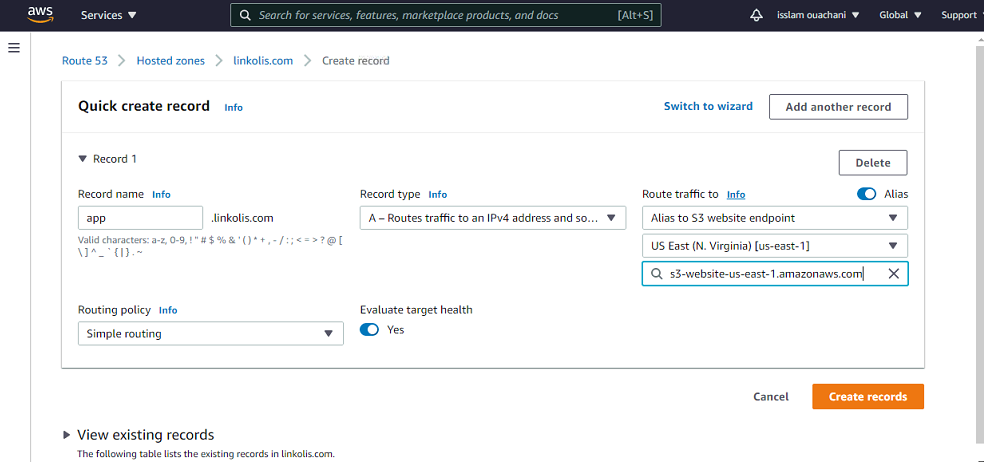 aws Services Search for services, features, marketplace products, and docs [Alt+S] isslam ouachani Global Support
Route 53 Hosted zones linkolis.com Create record
Quick create record Info Switch to wizard Add another record
Record 1 Delete
Record name Info Record type Info Route traffic to Info Alias
app .linkolis.com A – Routes traffic to an IPv4 address and so... Alias to S3 website endpoint
Valid characters: a-z, 0-9, ! " # $ % & ' ( ) * + , - / : ; < = > ? @ [
\ ] ^ _ ` { | } . ~
US East (N. Virginia) [us-east-1]
s3-website-us-east-1.amazonaws.com
Routing policy Info Evaluate target health
Simple routing Yes
Cancel Create records
View existing records
The following table lists the existing records in linkolis.com.